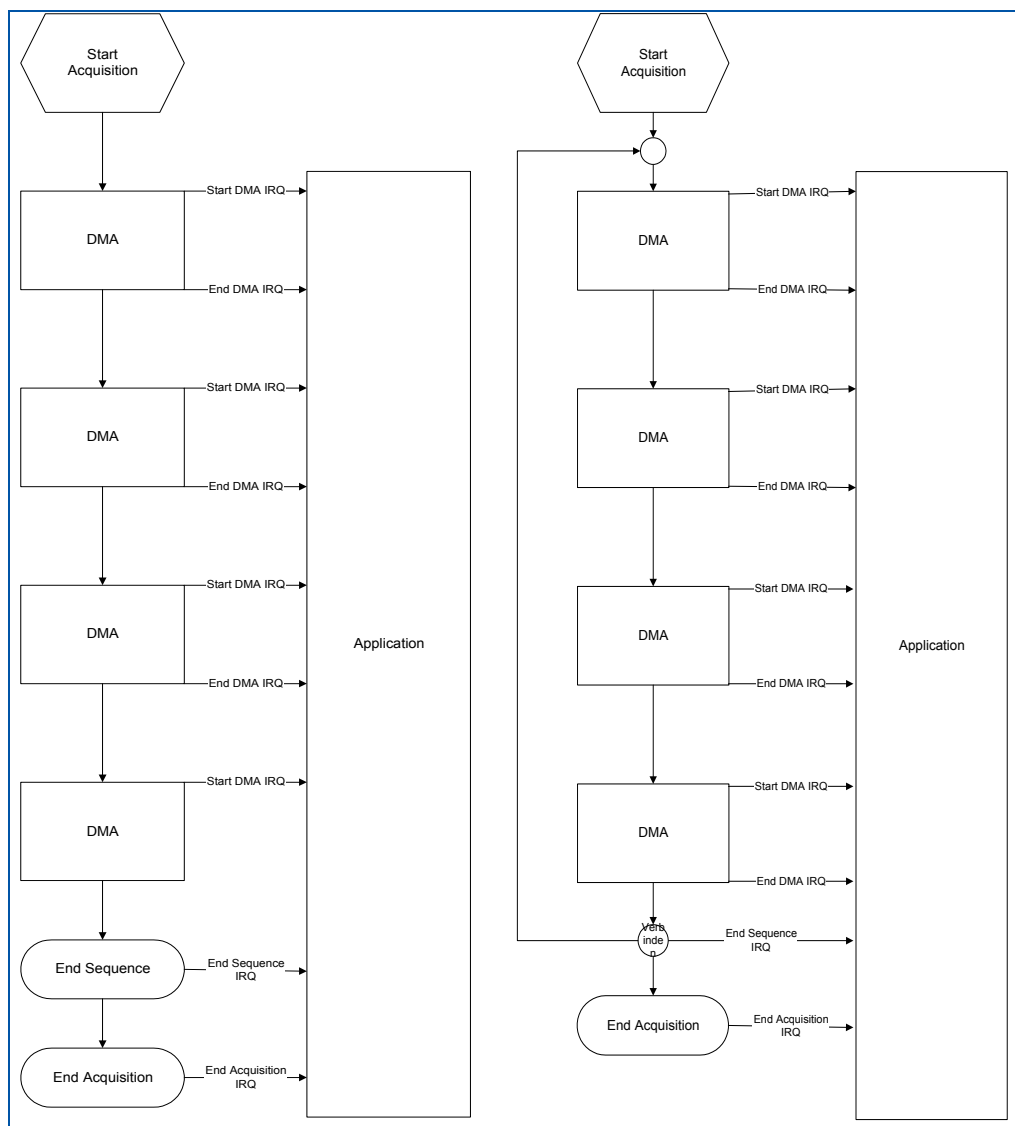 Start
Acquisition
Start DMA IRQ
DMA
End DMA IRQ
Start DMA IRQ
DMA
End DMA IRQ
Start DMA IRQ
DMA
End DMA IRQ
Start DMA IRQ
DMA
End Sequence
End Sequence
IRQ
End Acquisition
End Acquisition
IRQ
Application
Start
Acquisition
Start DMA IRQ
DMA
End DMA IRQ
Start DMA IRQ
DMA
End DMA IRQ
Start DMA IRQ
DMA
End DMA IRQ
Start DMA IRQ
DMA
End DMA IRQ
Verb
inde
n
End Sequence
IRQ
End Acquisition
End Acquisition
IRQ
Application